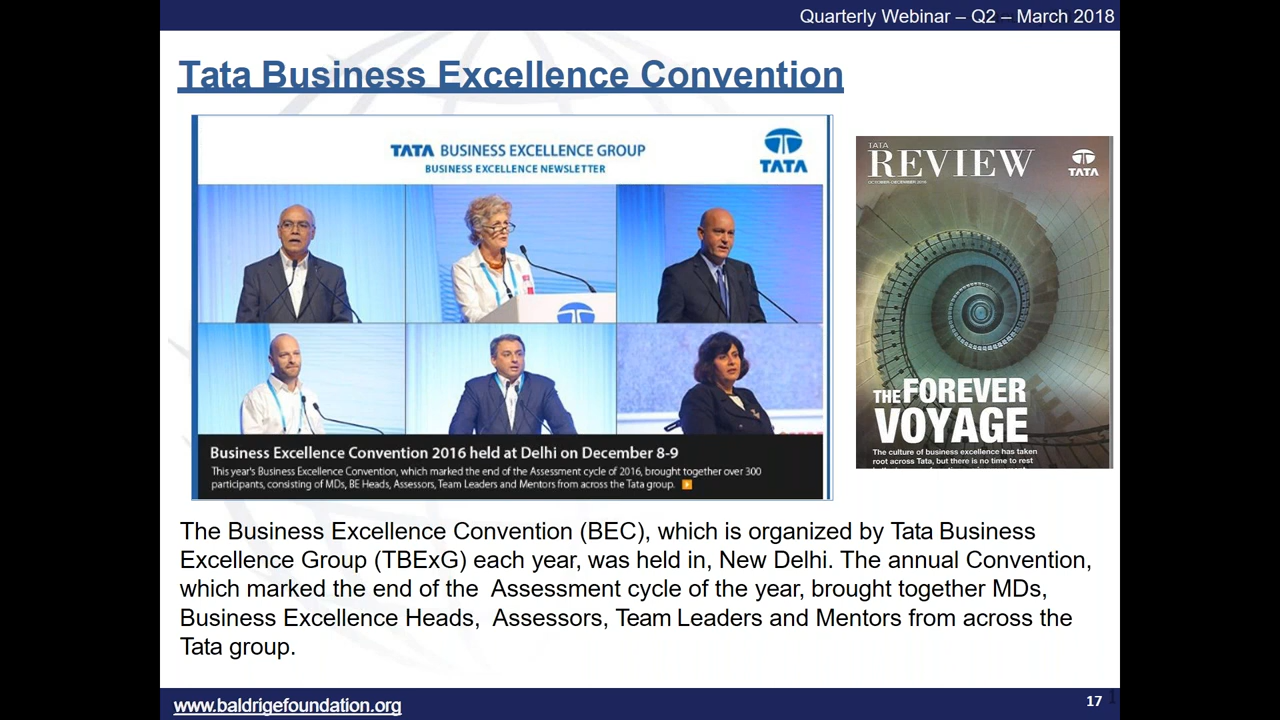 Quarterly Webinar – Q2 – March 2018
Tata Business Excellence Convention
TATA BUSINESS EXCELLENCE GROUP
BUSINESS EXCELLENCE NEWSLETTER
TATA
Business Excellence Convention 2016 held at Delhi on December 8-9
This year's Business Excellence Convention, which marked the end of the Assessment cycle of 2016, brought together over 300
participants, consisting of MDs, BE Heads, Assessors, Team Leaders and Mentors from across the Tata group.
TATA
REVIEW
OCTOBER-DECEMBER 2016
TATA
THE FOREVER
VOYAGE
The culture of business excellence has taken
root across Tata, but there is no time to rest
The Business Excellence Convention (BEC), which is organized by Tata Business
Excellence Group (TBExG) each year, was held in, New Delhi. The annual Convention,
which marked the end of the Assessment cycle of the year, brought together MDs,
Business Excellence Heads, Assessors, Team Leaders and Mentors from across the
Tata group.
www.baldrigefoundation.org
17
1